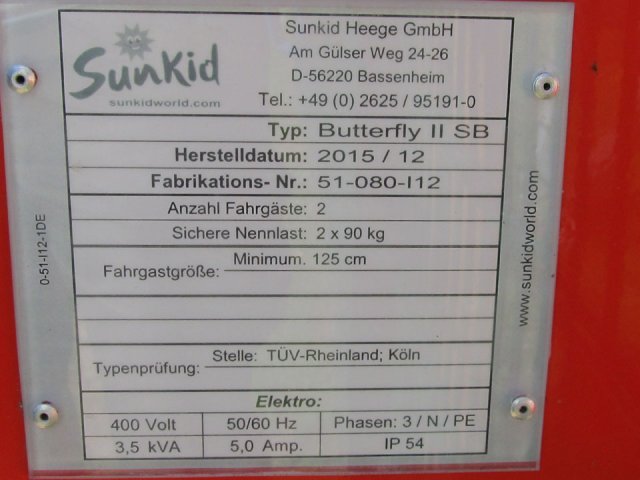 SunKid
sunkidworld.com
Sunkid Heege GmbH
Am Gülser Weg 24-26
D-56220 Bassenheim
Tel.: +49 (0) 2625 / 95191-0
Typ: Butterfly II SB
Herstelldatum: 2015 / 12
Fabrikations- Nr.: 51-080-I12
Anzahl Fahrgäste: 2
Sichere Nennlast: 2 x 90 kg
Fahrgastgröße: Minimum. 125 cm
Typenprüfung: Stelle: TÜV-Rheinland; Köln
Elektro:
400 Volt 50/60 Hz Phasen: 3 / N / PE
3,5 kVA 5,0 Amp. IP 54
0-51-I12-1DE
www.sunkidworld.com